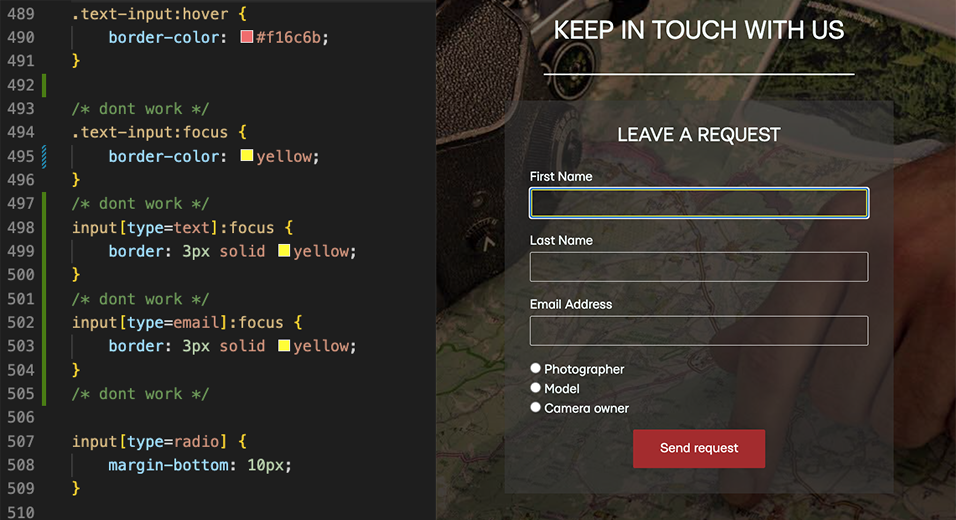 489 .text-input:hover {
490 border-color: #f16c6b;
491 }
492
493 /* dont work */
494 .text-input:focus {
495 border-color: yellow;
496 }
497 /* dont work */
498 input[type=text]:focus {
499 border: 3px solid yellow;
500 }
501 /* dont work */
502 input[type=email]:focus {
503 border: 3px solid yellow;
504 }
505 /* dont work */
506
507 input[type=radio] {
508 margin-bottom: 10px;
509 }
510
KEEP IN TOUCH WITH US
LEAVE A REQUEST
First Name
Last Name
Email Address
Photographer
Model
Camera owner
Send request